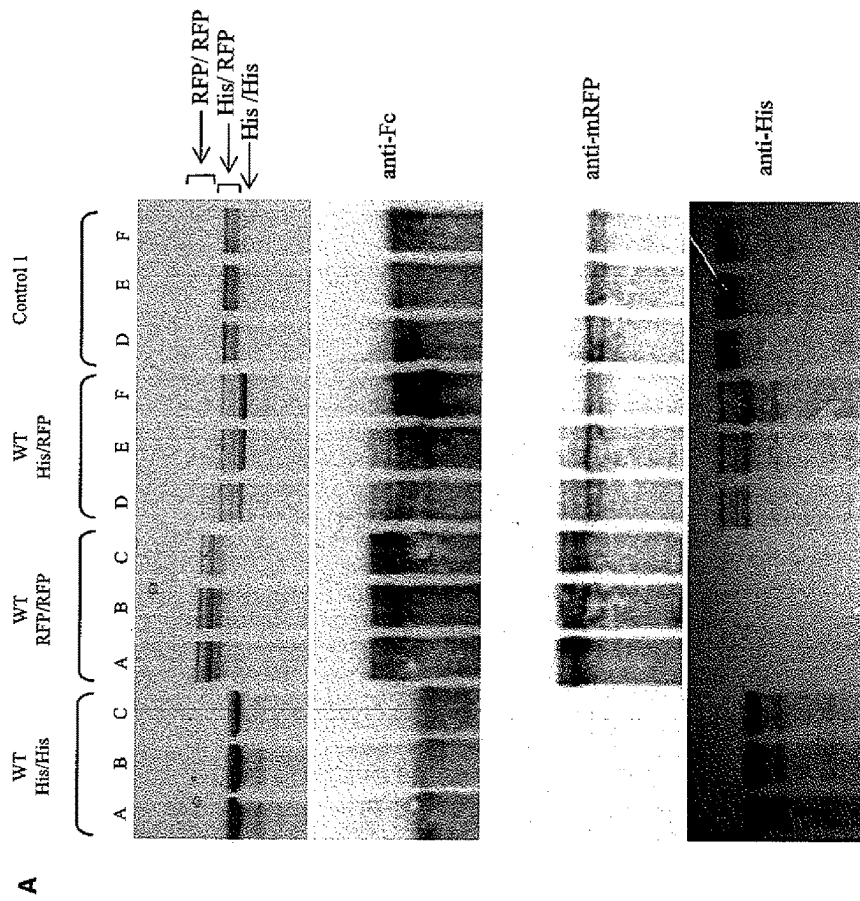 A
WT
His/His
WT
RFP/RFP
WT
His/RFP
Control 1
A B C A B C D E F D E F
RFP/ RFP
His/ RFP
His /His
anti-Fc
anti-mRFP
anti-His